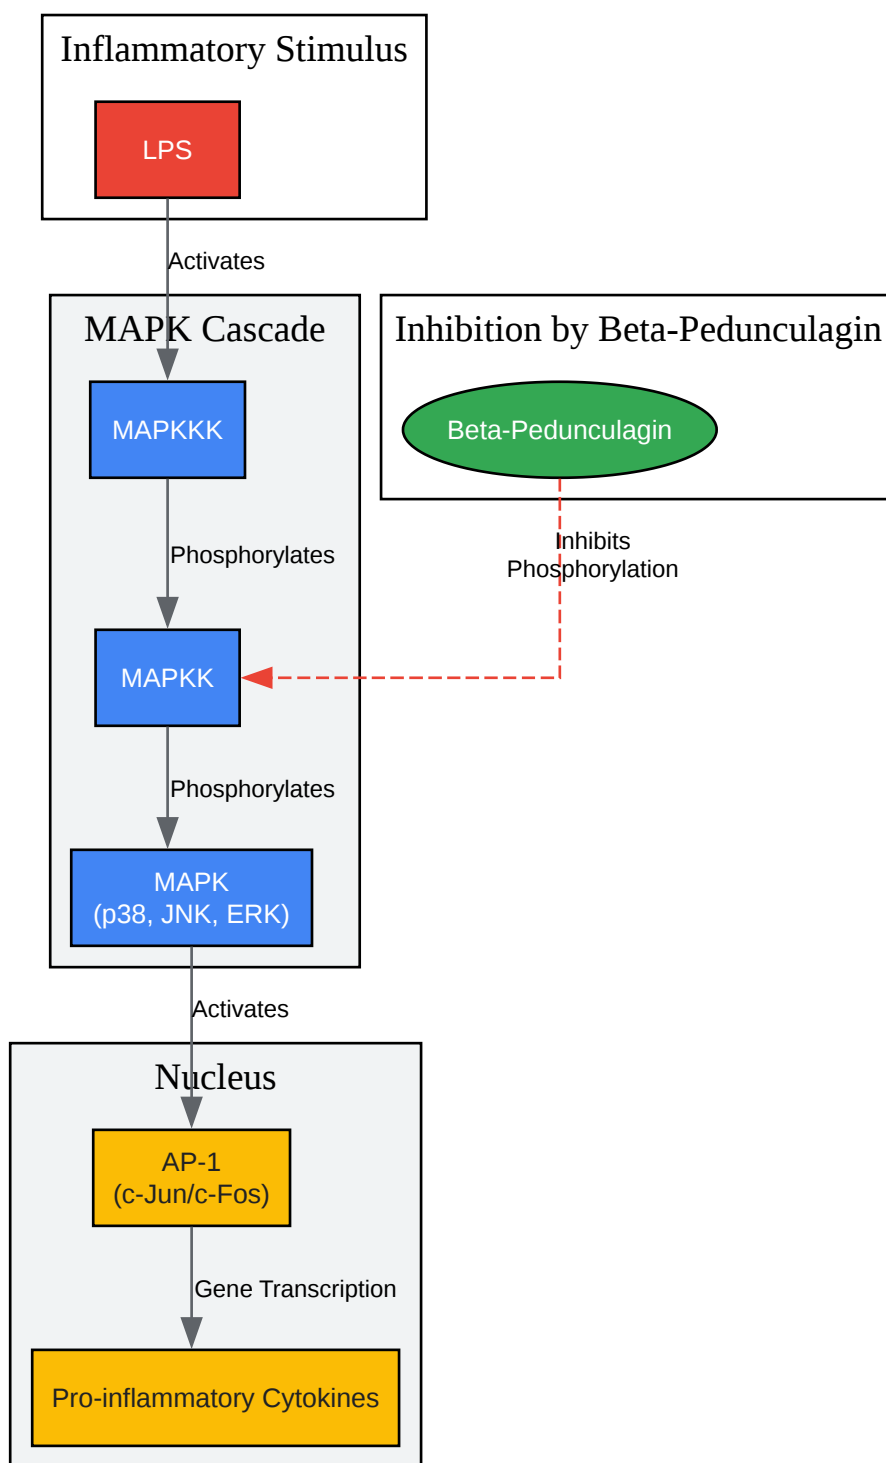 Inflammatory Stimulus
LPS
Activates
MAPK Cascade
Inhibition by Beta-Pedunculagin
MAPKKK
Beta-Pedunculagin
Phosphorylates
Inhibits
Phosphorylation
MAPKK
Phosphorylates
MAPK
(p38, JNK, ERK)
Activates
Nucleus
AP-1
(c-Jun/c-Fos)
Gene Transcription
Pro-inflammatory Cytokines